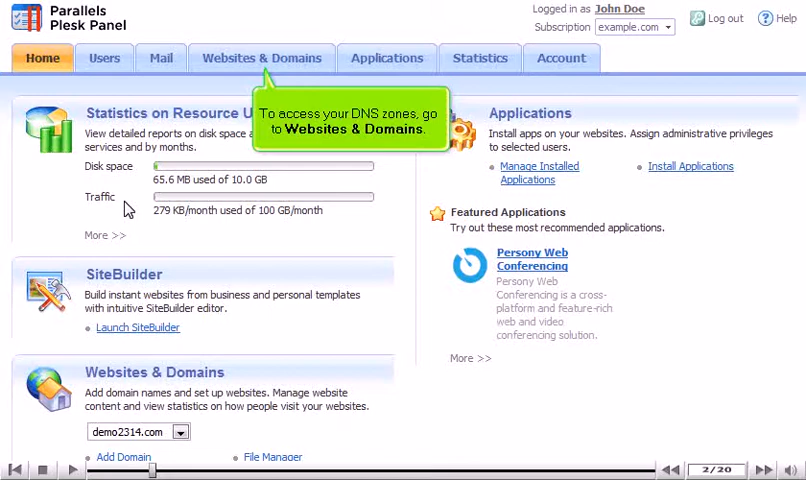 Parallels
Plesk Panel
Logged in as John Doe
Subscription example.com
Log out
Help
Home
Users
Mail
Websites & Domains
Applications
Statistics
Account
To access your DNS zones, go
to Websites & Domains.
Statistics on Resource U
View detailed reports on disk space a
services and by months.
Disk space
65.6 MB used of 10.0 GB
Traffic
279 KB/month used of 100 GB/month
More >>
SiteBuilder
Build instant websites from business and personal templates
with intuitive SiteBuilder editor.
Launch SiteBuilder
Websites & Domains
Add domain names and set up websites. Manage website
content and view statistics on how people visit your websites.
demo2314.com
Add Domain
File Manager
Applications
Install apps on your websites. Assign administrative privileges
to selected users.
Manage Installed
Applications
Install Applications
Featured Applications
Try out these most recommended applications.
Persony Web
Conferencing
Persony Web
Conferencing is a cross-
platform and feature-rich
web and video
conferencing solution.
More >>
2/20